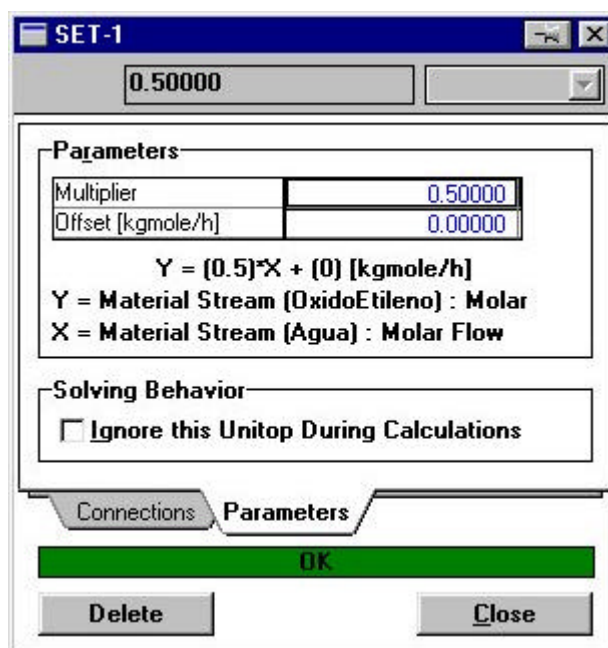 SET-1
0.50000
Parameters
Multiplier 0.50000
Offset [kgmole/h] 0.00000
Y = (0.5)*X + (0) [kgmole/h]
Y = Material Stream (OxidoEtileno) : Molar
X = Material Stream (Agua) : Molar Flow
Solving Behavior
Ignore this Unitop During Calculations
Connections Parameters
OK
Delete Close